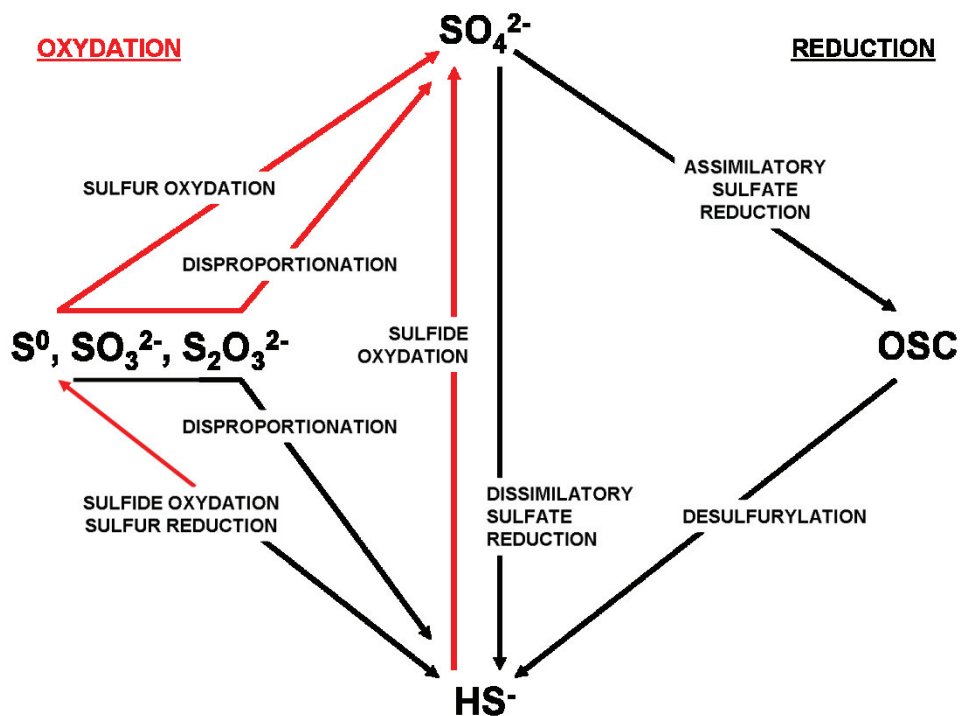 SO₄²⁻
OXYDATION
REDUCTION
ASSIMILATORY
SULFATE
REDUCTION
SULFUR OXYDATION
DISPROPORTIONATION
SULFIDE
OXYDATION
S⁰, SO₃²⁻, S₂O₃²⁻
OSC
DISPROPORTIONATION
SULFIDE OXYDATION
SULFUR REDUCTION
DISSIMILATORY
SULFATE
REDUCTION
DESULFURYLATION
HS⁻